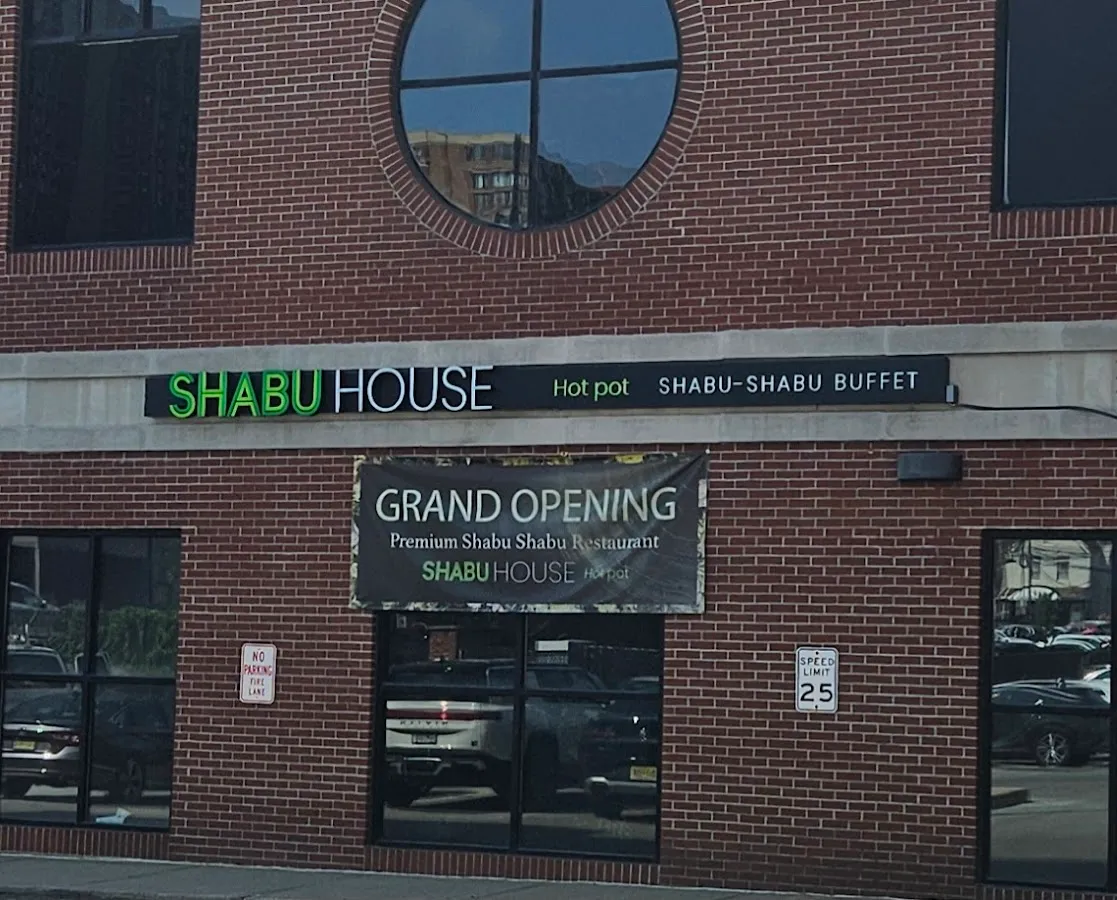 SHABU HOUSE Hot pot SHABU-SHABU BUFFET
GRAND OPENING
Premium Shabu Shabu Restaurant
SHABU HOUSE Hot pot
NO
PARKING
FIRE
LANE
SPEED
LIMIT
25